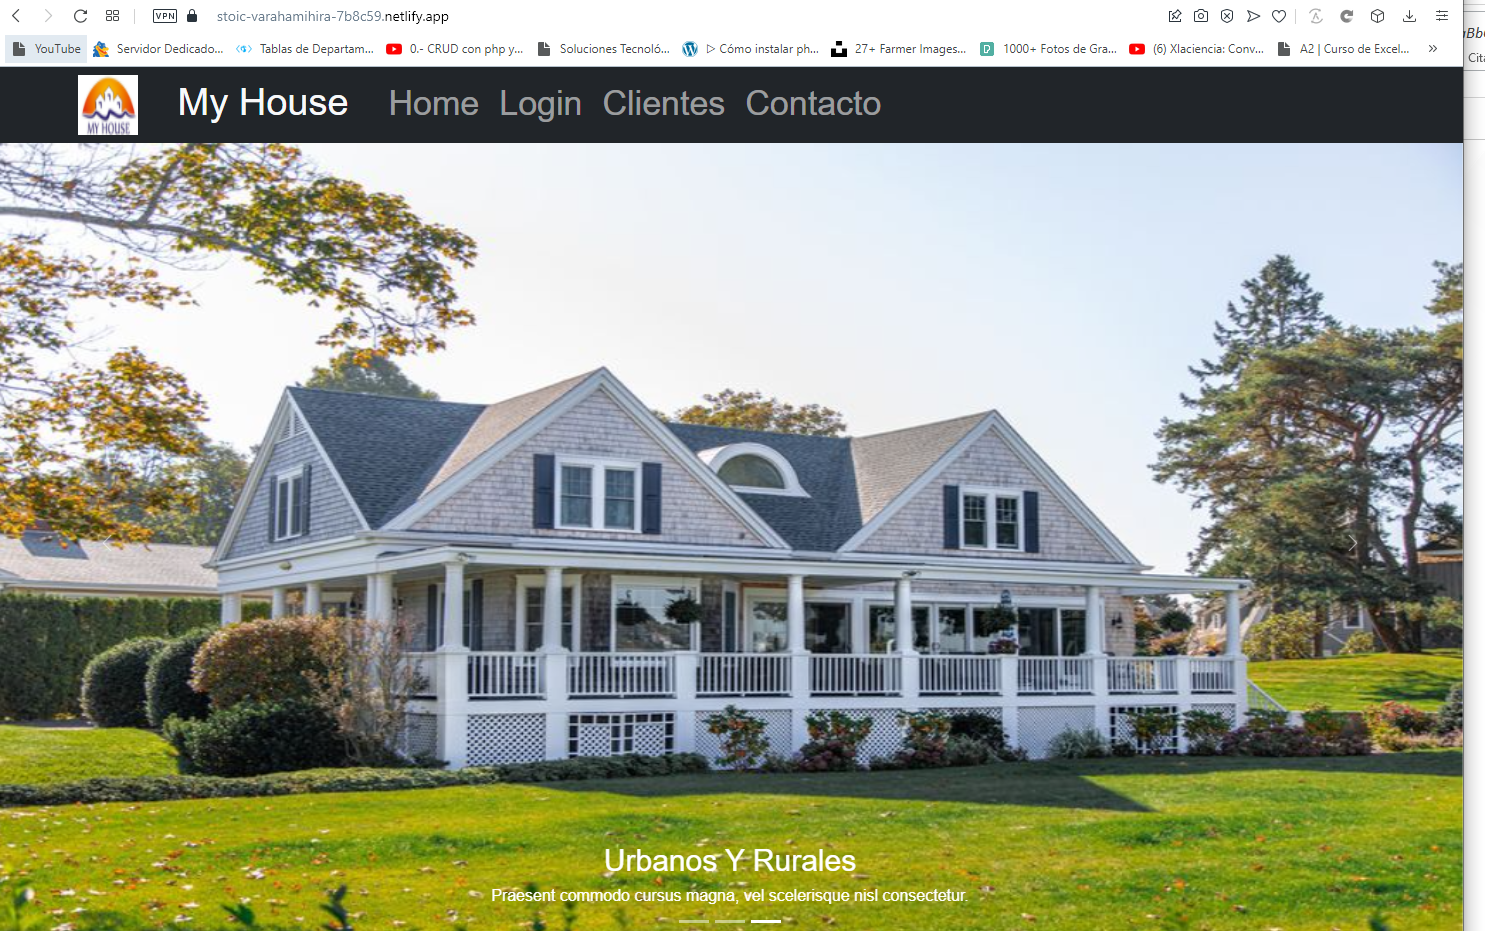 VPN stoic-varahamihira-7b8c59.netlify.app
YouTube Servidor Dedicado... Tablas de Departam... 0.- CRUD con php y... Soluciones Tecnoló... ▷ Cómo instalar ph... 27+ Farmer Images... 1000+ Fotos de Gra... (6) Xlaciencia: Conv... A2 | Curso de Excel... »
MY HOUSE
My House Home Login Clientes Contacto
Urbanos Y Rurales
Praesent commodo cursus magna, vel scelerisque nisl consectetur.